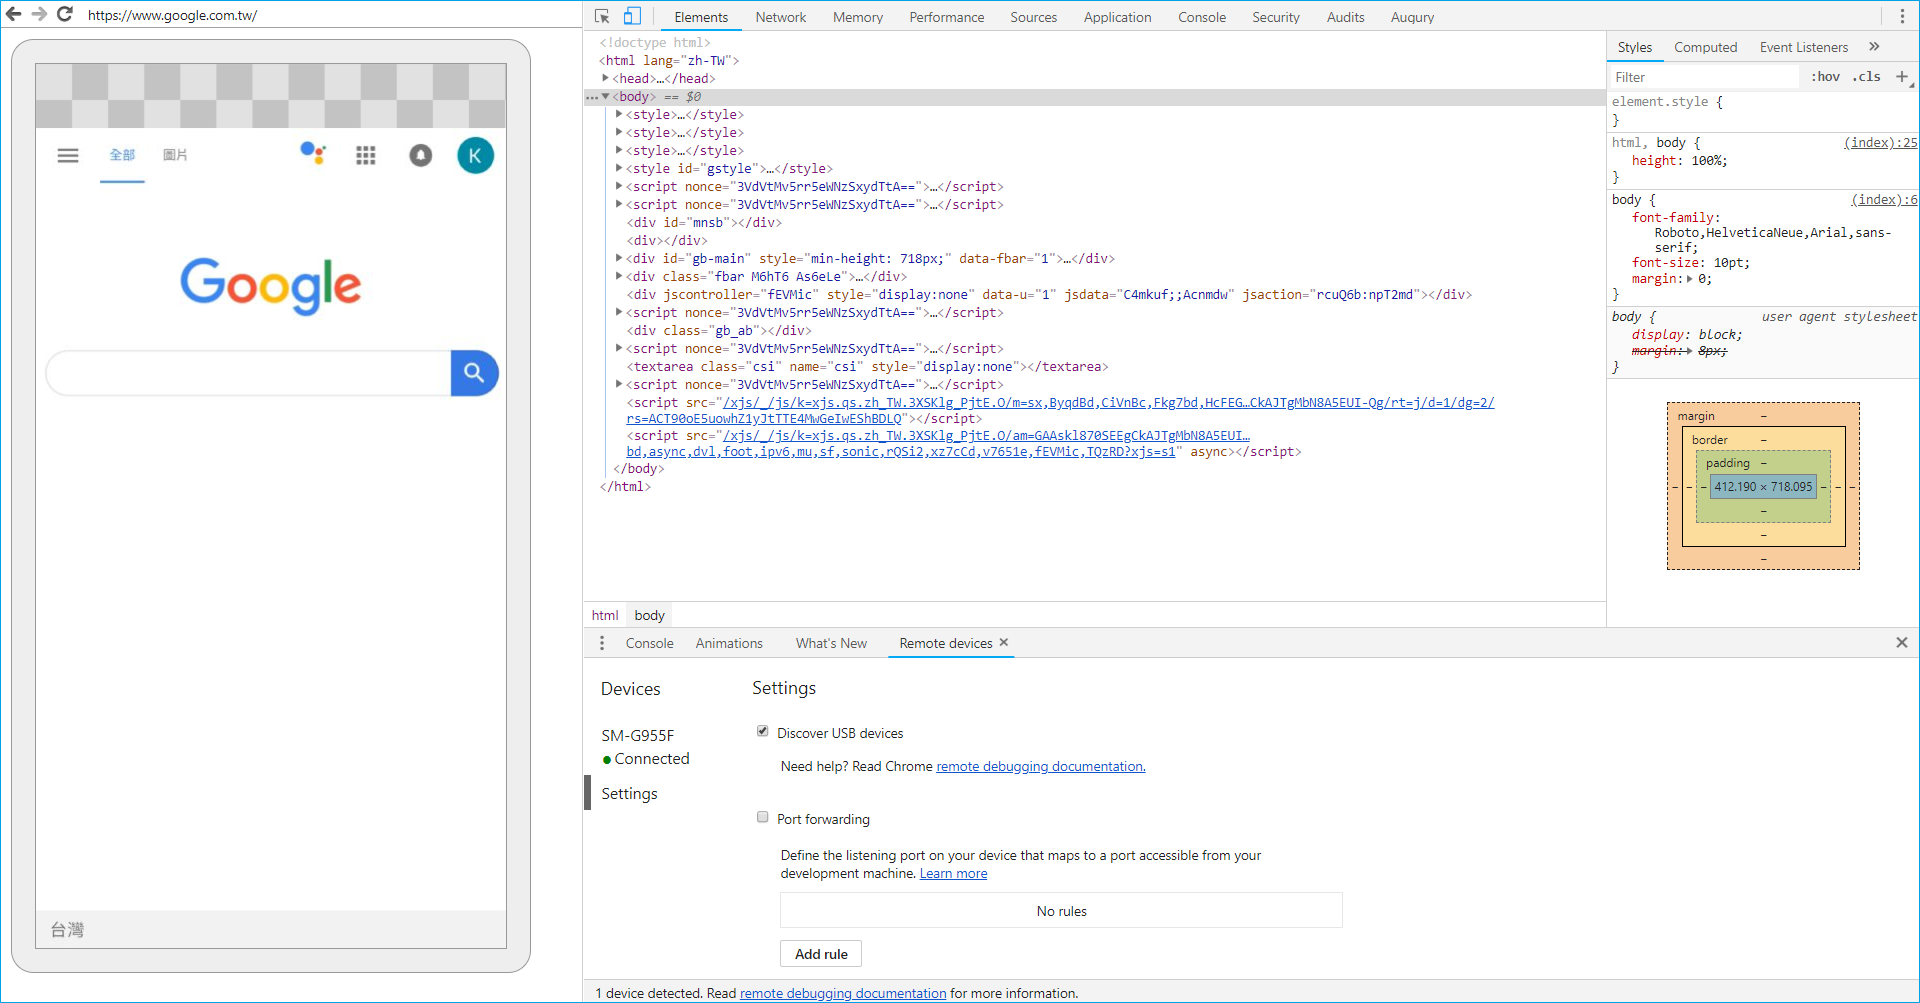 https://www.google.com.tw/
全部 圖片 K
Google
台灣
Elements Network Memory Performance Sources Application Console Security Audits Augury
<!doctype html>
<html lang="zh-TW">
<head>…</head>
<body> == $0
<style>…</style>
<style>…</style>
<style>…</style>
<style id="gstyle">…</style>
<script nonce="3VdVtMv5rr5eWNzSxydTtA==">…</script>
<script nonce="3VdVtMv5rr5eWNzSxydTtA==">…</script>
<div id="mnsb"></div>
<div></div>
<div id="gb-main" style="min-height: 718px;" data-fbar="1">…</div>
<div class="fbar M6hT6 As6eLe">…</div>
<div jscontroller="fEVMic" style="display:none" data-u="1" jsdata="C4mkuf;;Acnmdw" jsaction="rcuQ6b:npT2md"></div>
<script nonce="3VdVtMv5rr5eWNzSxydTtA==">…</script>
<div class="gb_ab"></div>
<script nonce="3VdVtMv5rr5eWNzSxydTtA==">…</script>
<textarea class="csi" name="csi" style="display:none"></textarea>
<script nonce="3VdVtMv5rr5eWNzSxydTtA==">…</script>
<script src="/xjs/_/js/k=xjs.qs.zh_TW.3XSKlg_PjtE.O/m=sx,ByqdBd,CiVnBc,Fkg7bd,HcFEG…CkAJTgMbN8A5EUI-Qg/rt=j/d=1/dg=2/
rs=ACT90oE5uowhZ1yJtTTE4MwGeIwEShBDLQ"></script>
<script src="/xjs/_/js/k=xjs.qs.zh_TW.3XSKlg_PjtE.O/am=GAAskl870SEEgCkAJTgMbN8A5EUI…
bd,async,dvl,foot,ipv6,mu,sf,sonic,rQSi2,xz7cCd,v7651e,fEVMic,TQzRD?xjs=s1" async></script>
</body>
</html>
html body
Styles Computed Event Listeners »
Filter :hov .cls +
element.style {
}
html, body { (index):25
height: 100%;
}
body { (index):6
font-family:
Roboto,HelveticaNeue,Arial,sans-
serif;
font-size: 10pt;
margin: 0;
}
body { user agent stylesheet
display: block;
margin: 8px;
}
margin –
border –
padding –
– – – 412.190 × 718.095 – – –
–
–
–
Console Animations What's New Remote devices ×
Devices
SM-G955F
Connected
Settings
Settings
Discover USB devices
Need help? Read Chrome remote debugging documentation.
Port forwarding
Define the listening port on your device that maps to a port accessible from your
development machine. Learn more
No rules
Add rule
1 device detected. Read remote debugging documentation for more information.